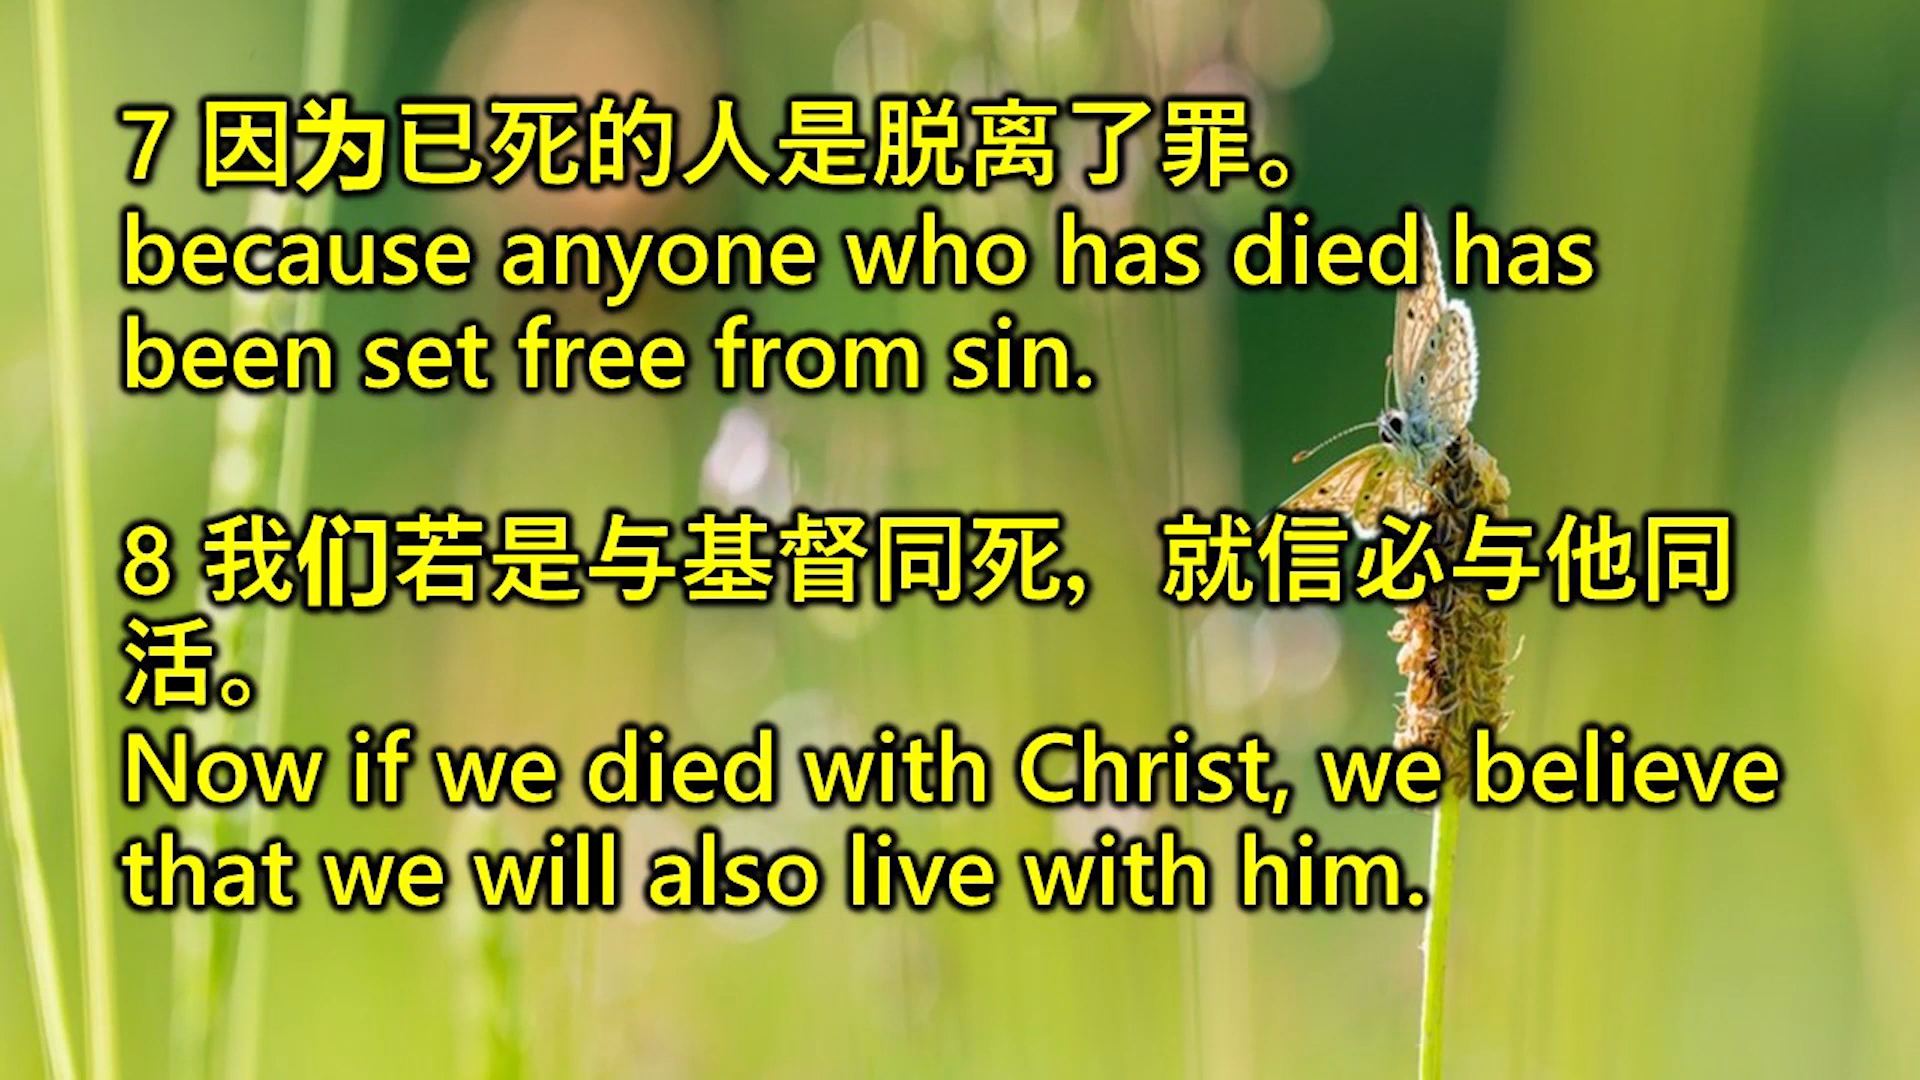 7 因为已死的人是脱离了罪。
because anyone who has died has
been set free from sin.
8 我们若是与基督同死，就信必与他同
活。
Now if we died with Christ, we believe
that we will also live with him.